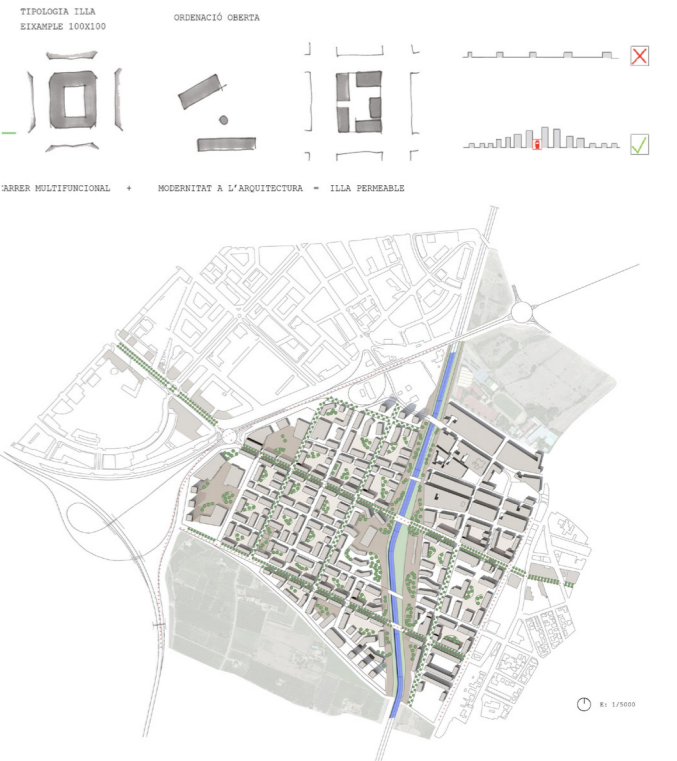 TIPOLOGIA ILLA
EIXAMPLE 100X100
ORDENACIÓ OBERTA
CARRER MULTIFUNCIONAL + MODERNITAT A L'ARQUITECTURA = ILLA PERMEABLE
E: 1/5000